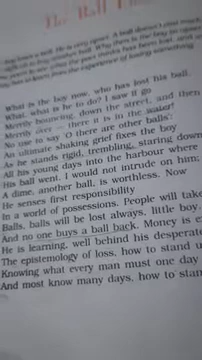 What is the boy now, who has lost his ball,
What, what is he to do? I saw it go
Merrily bouncing, down the street, and then
Merrily over — there it is in the water!
No use to say 'O there are other balls':
An ultimate shaking grief fixes the boy
As he stands rigid, trembling, staring down
All his young days into the harbour where
His ball went. I would not intrude on him;
A dime, another ball, is worthless. Now
He senses first responsibility
In a world of possessions. People will take
Balls, balls will be lost always, little boy.
And no one buys a ball back. Money is
He is learning, well behind his desperate
The epistemology of loss, how to stand u
Knowing what every man must one day
And most know many days, how to stan